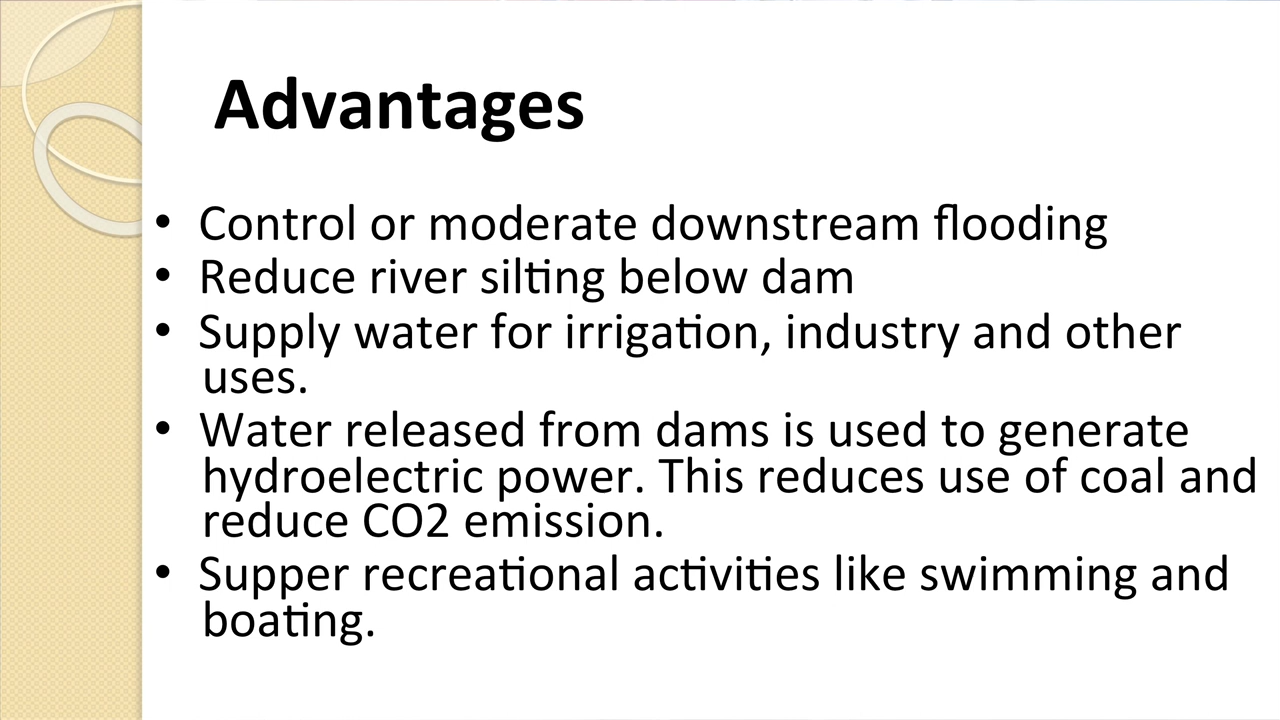 Advantages
• Control or moderate downstream flooding
• Reduce river silting below dam
• Supply water for irrigation, industry and other
uses.
• Water released from dams is used to generate
hydroelectric power. This reduces use of coal and
reduce CO2 emission.
• Supper recreational activities like swimming and
boating.